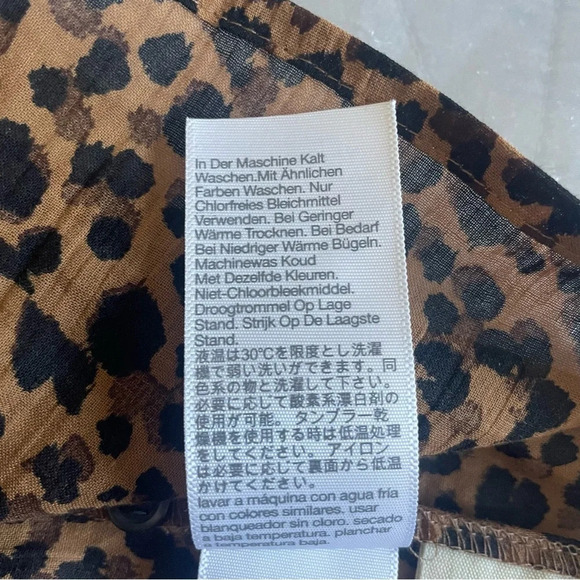 In Der Maschine Kalt
Waschen.Mit Ähnlichen
Farben Waschen. Nur
Chlorfreies Bleichmittel
Verwenden. Bei Geringer
Wärme Trocknen. Bei Bedarf
Bei Niedriger Wärme Bügeln.
Machinewas Koud
Met Dezelfde Kleuren.
Niet-Chloorbleekmiddel.
Droogtrommel Op Lage
Stand. Strijk Op De Laagste
Stand.
液温は30℃を限度とし洗濯
機で弱い洗いができます。同
色系の物と洗濯して下さい。
必要に応じて酸素系漂白剤の
使用が可能。タンブラー乾
燥機を使用する時は低温処理
をしてください。アイロン
は必要に応じて裏面から低温
がけてください。
lavar a máquina con agua fría
con colores similares. usar
blanqueador sin cloro. secado
a baja temperatura. planchar
a temperatura baja.